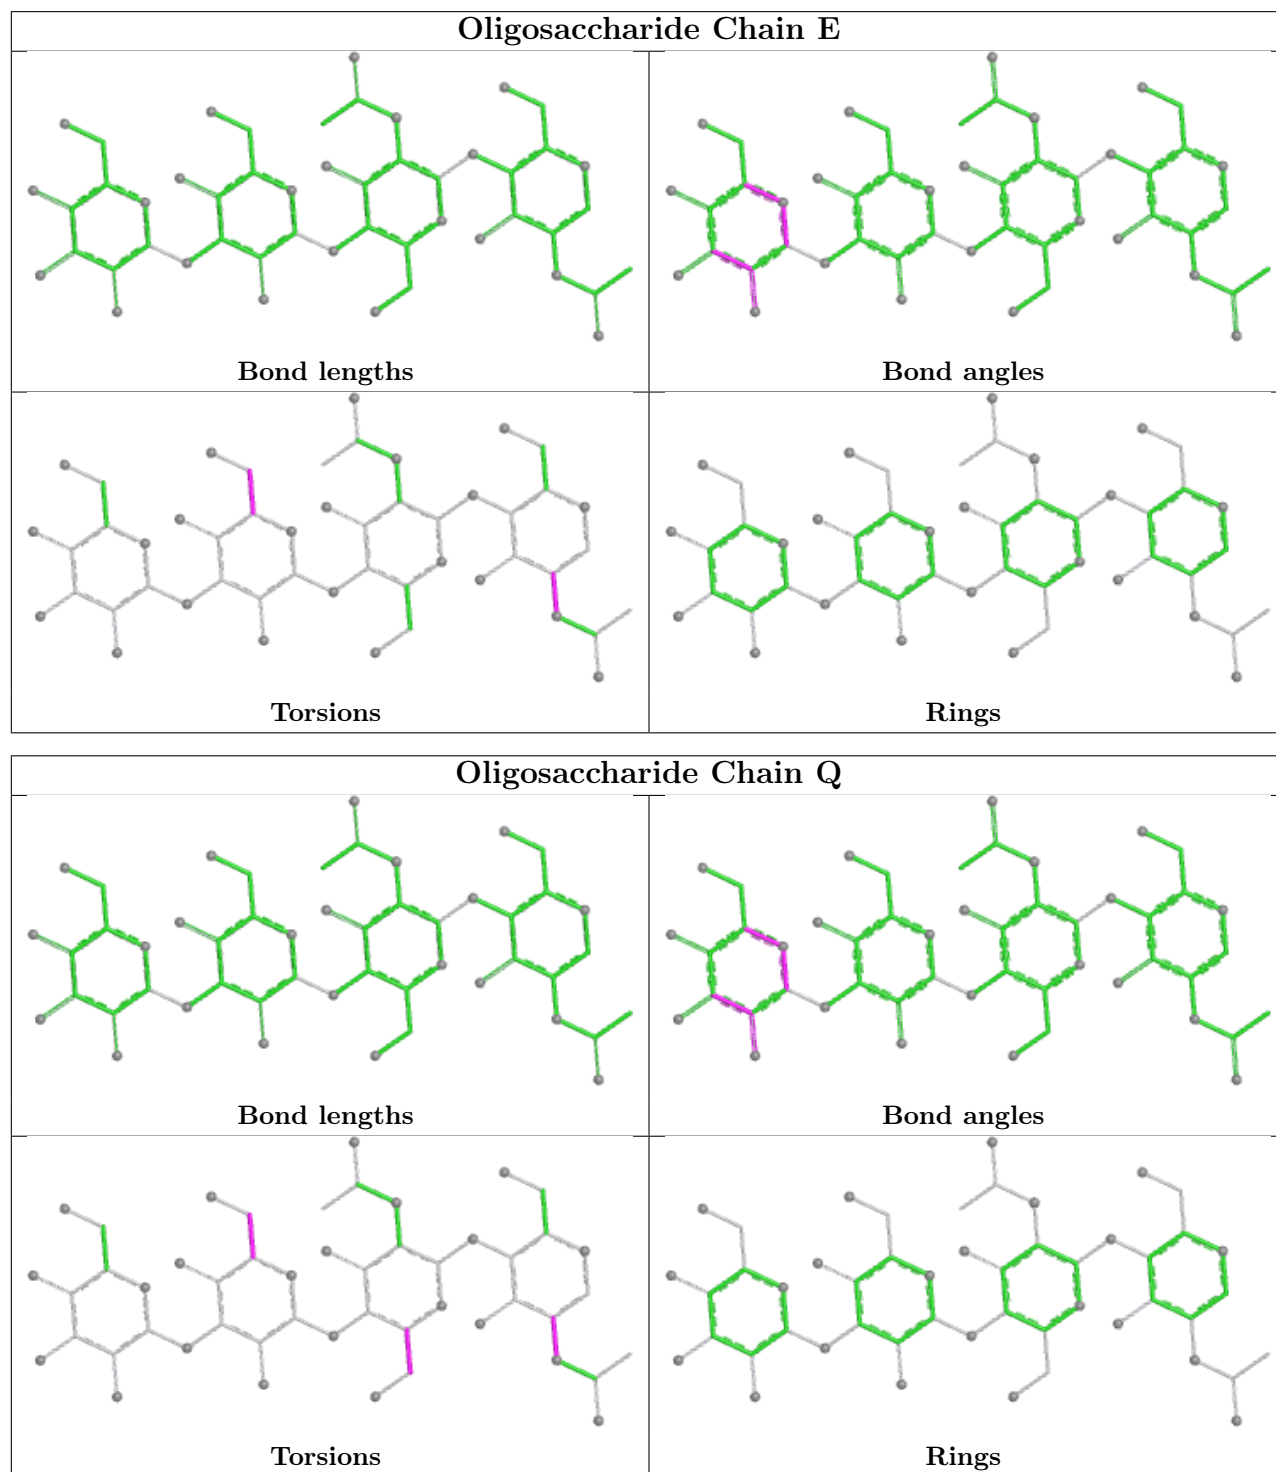 Oligosaccharide Chain E
Bond lengths
Bond angles
Torsions
Rings
Oligosaccharide Chain Q
Bond lengths
Bond angles
Torsions
Rings